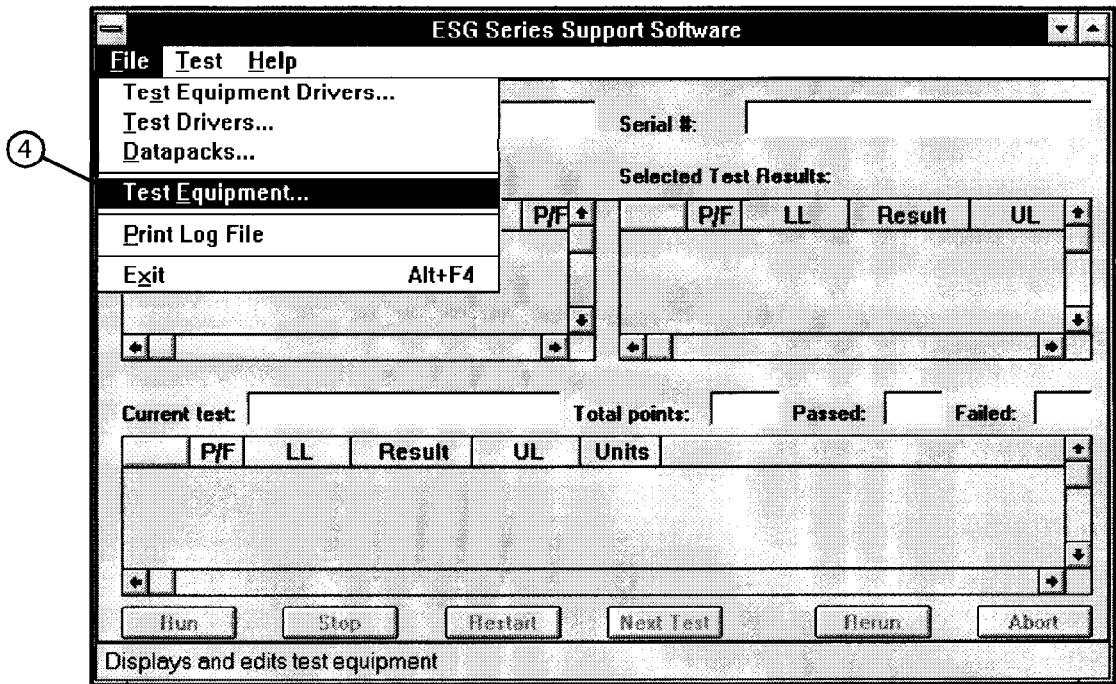 ESG Series Support Software
File Test Help
Test Equipment Drivers...
Test Drivers...
Datapacks...
4
Test Equipment...
Print Log File
Exit Alt+F4
Serial #:
Selected Test Results:
P/F
P/F LL Result UL
Current test: Total points: Passed: Failed:
P/F LL Result UL Units
Run Stop Restart Next Test Rerun Abort
Displays and edits test equipment